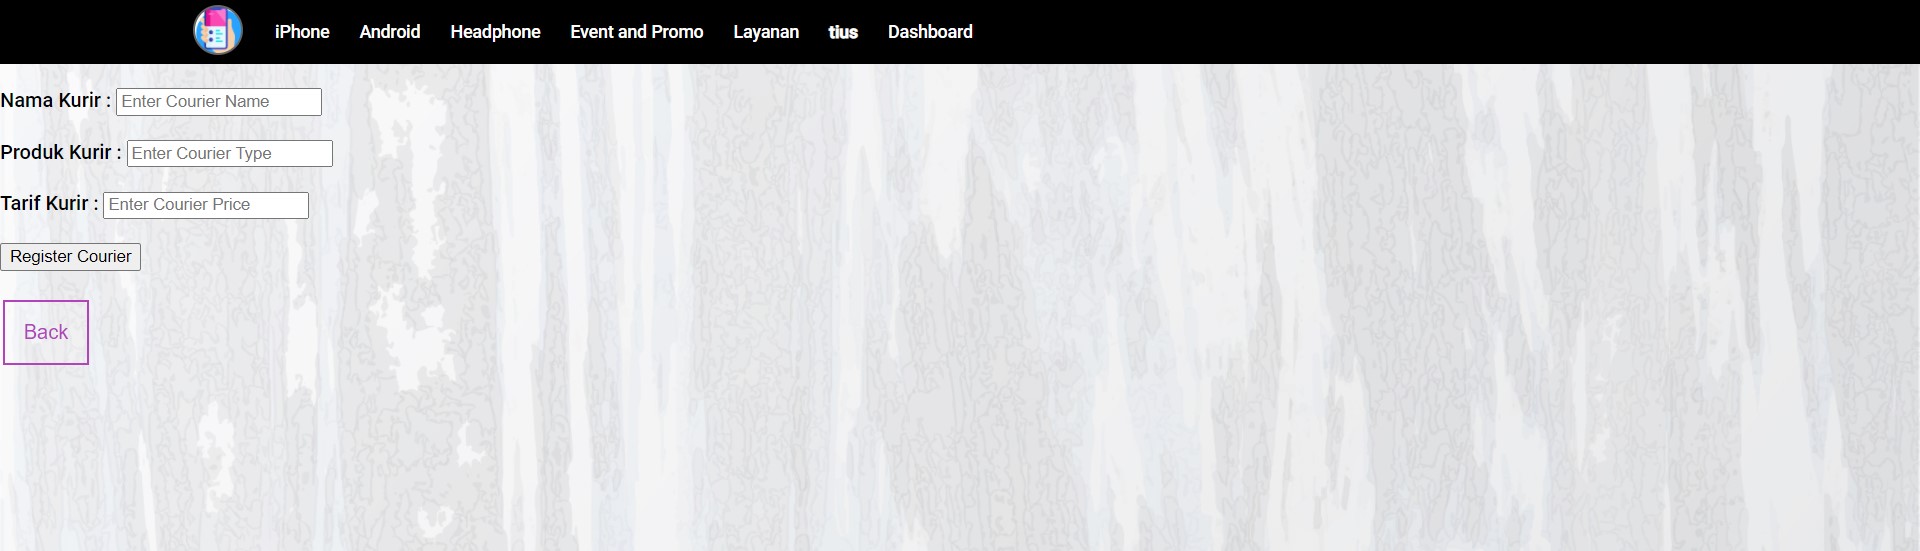 iPhone Android Headphone Event and Promo Layanan tius Dashboard
Nama Kurir : Enter Courier Name
Produk Kurir : Enter Courier Type
Tarif Kurir : Enter Courier Price
Register Courier
Back